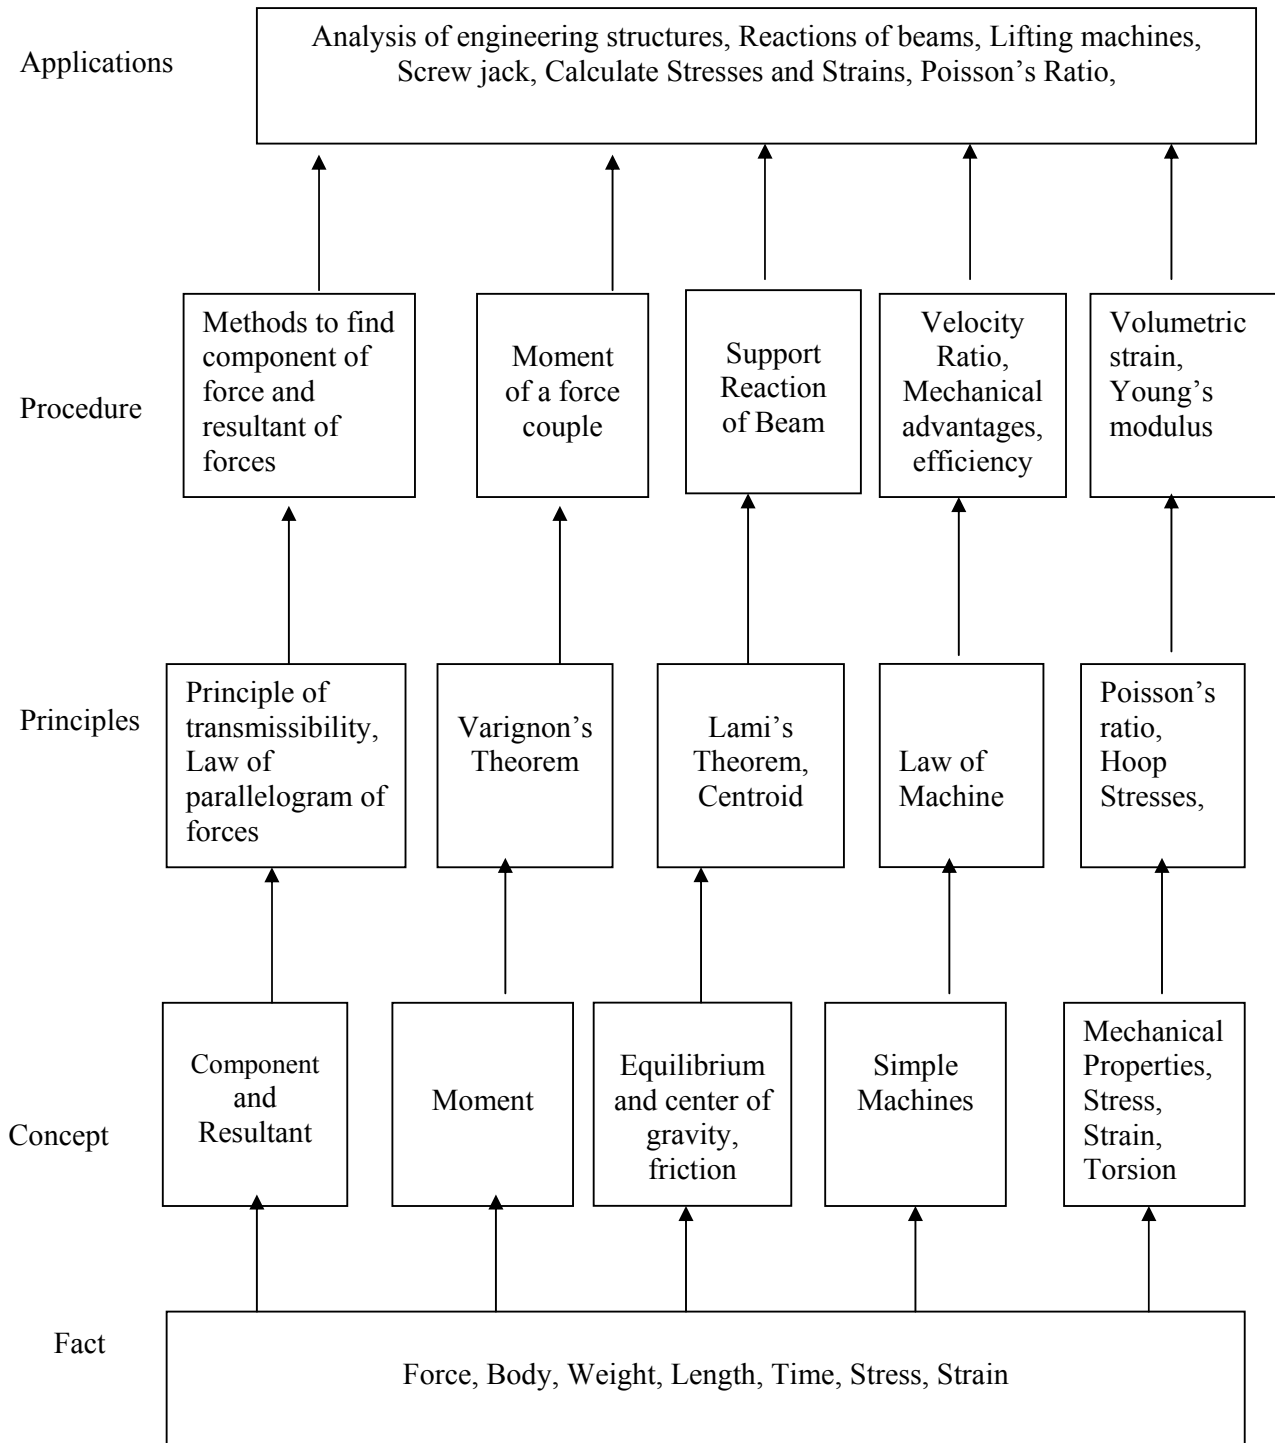 Applications
Analysis of engineering structures, Reactions of beams, Lifting machines,
Screw jack, Calculate Stresses and Strains, Poisson’s Ratio,
Procedure
Methods to find
component of
force and
resultant of
forces
Moment
of a force
couple
Support
Reaction
of Beam
Velocity
Ratio,
Mechanical
advantages,
efficiency
Volumetric
strain,
Young’s
modulus
Principles
Principle of
transmissibility,
Law of
parallelogram of
forces
Varignon’s
Theorem
Lami’s
Theorem,
Centroid
Law of
Machine
Poisson’s
ratio,
Hoop
Stresses,
Concept
Component
and
Resultant
Moment
Equilibrium
and center of
gravity,
friction
Simple
Machines
Mechanical
Properties,
Stress,
Strain,
Torsion
Fact
Force, Body, Weight, Length, Time, Stress, Strain